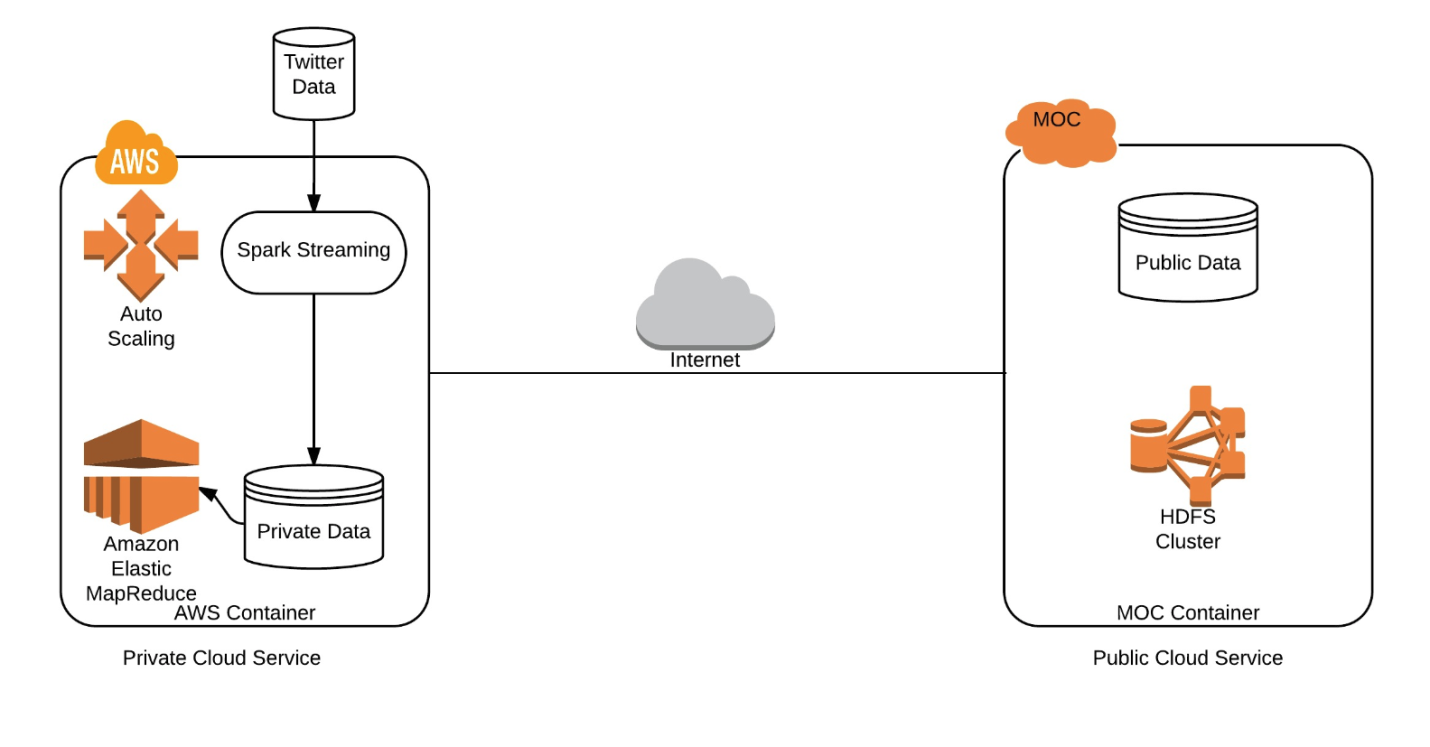 Twitter
Data
AWS
MOC
Spark Streaming
Auto
Scaling
Public Data
Internet
Private Data
Amazon
Elastic
MapReduce
HDFS
Cluster
AWS Container
MOC Container
Private Cloud Service
Public Cloud Service